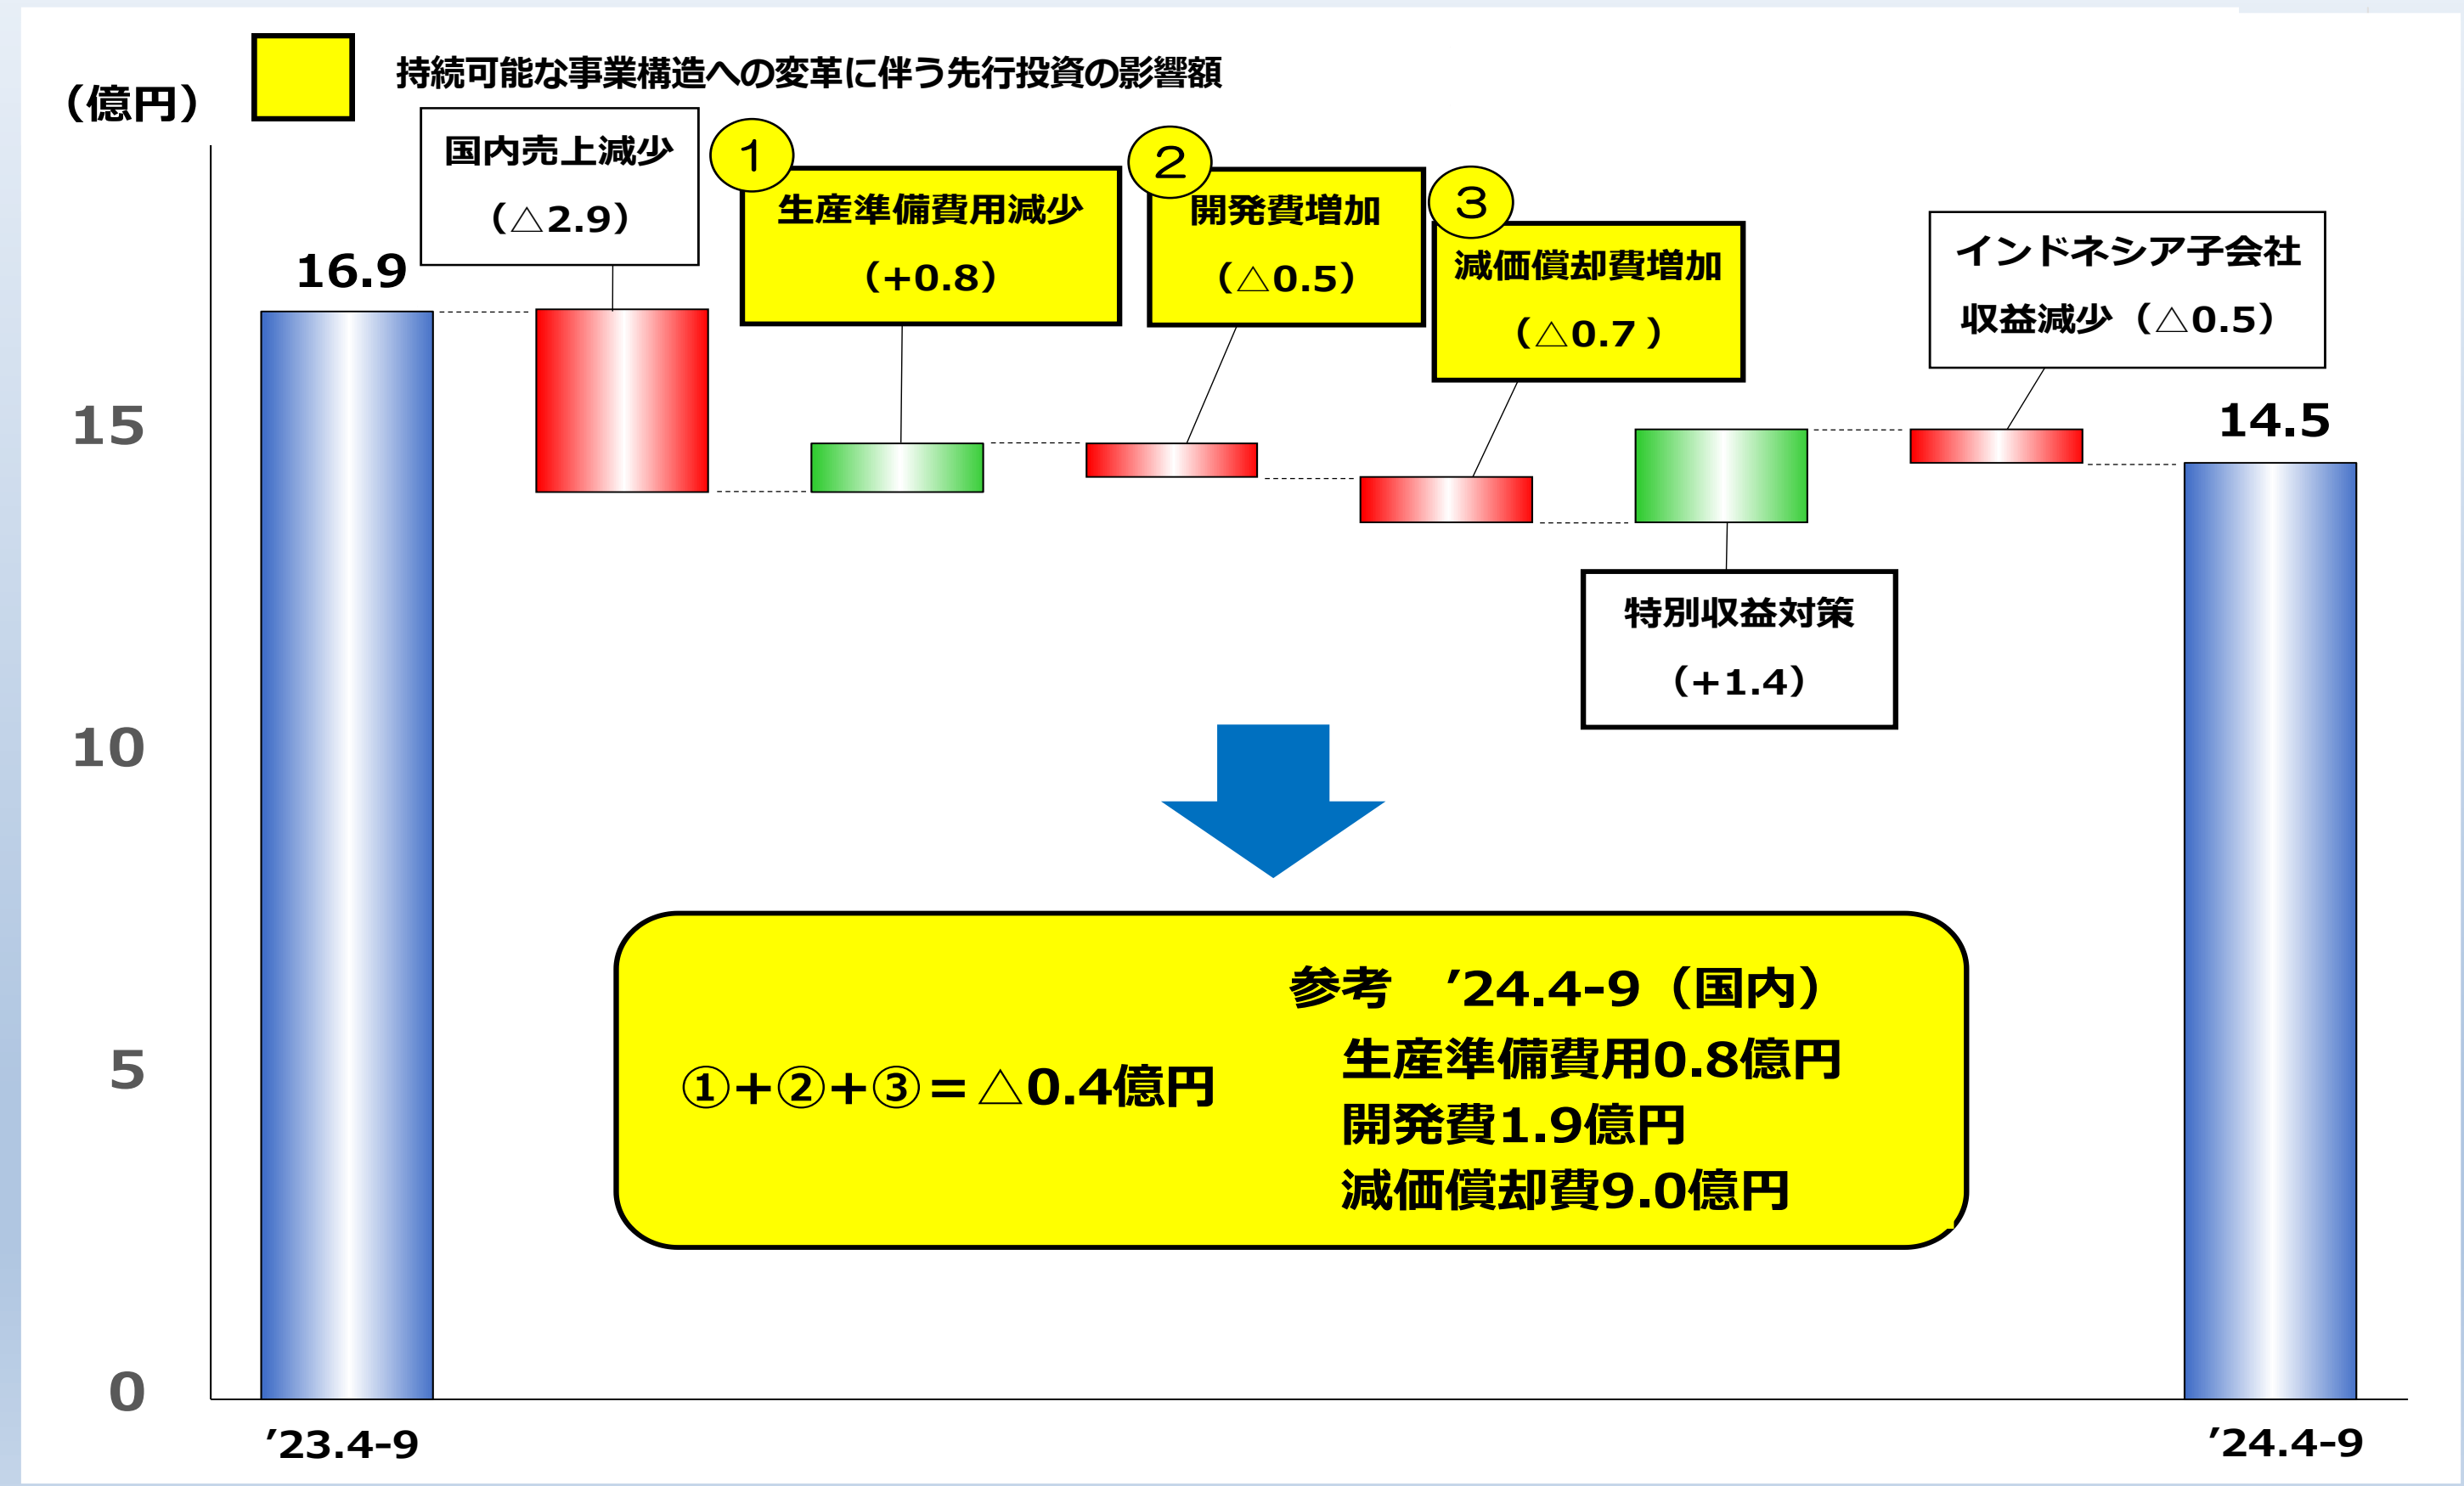 持続可能な事業構造への変革に伴う先行投資の影響額
（億円）
国内売上減少
（△2.9）
1
生産準備費用減少
（+0.8）
2
開発費増加
（△0.5）
3
減価償却費増加
（△0.7 ）
インドネシア子会社
収益減少（△0.5）
16.9
14.5
特別収益対策
（+1.4）
15
10
5
0
①+②+③＝△0.4億円
参考　’24.4-9（国内）
生産準備費用0.8億円
開発費1.9億円
減価償却費9.0億円
’23.4-9
’24.4-9